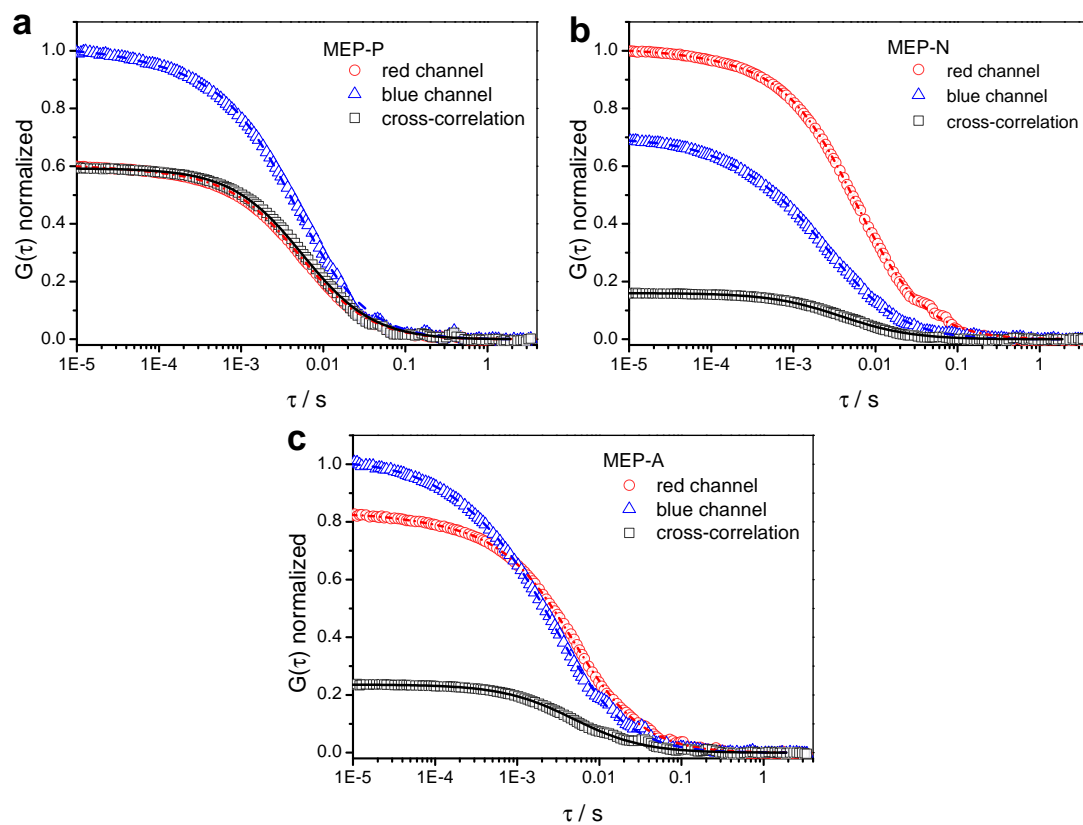 a
MEP-P
red channel
blue channel
cross-correlation
G(τ) normalized
1.0
0.8
0.6
0.4
0.2
0.0
1E-5 1E-4 1E-3 0.01 0.1 1
τ / s
b
MEP-N
red channel
blue channel
cross-correlation
G(τ) normalized
1.0
0.8
0.6
0.4
0.2
0.0
1E-5 1E-4 1E-3 0.01 0.1 1
τ / s
c
MEP-A
red channel
blue channel
cross-correlation
G(τ) normalized
1.0
0.8
0.6
0.4
0.2
0.0
1E-5 1E-4 1E-3 0.01 0.1 1
τ / s